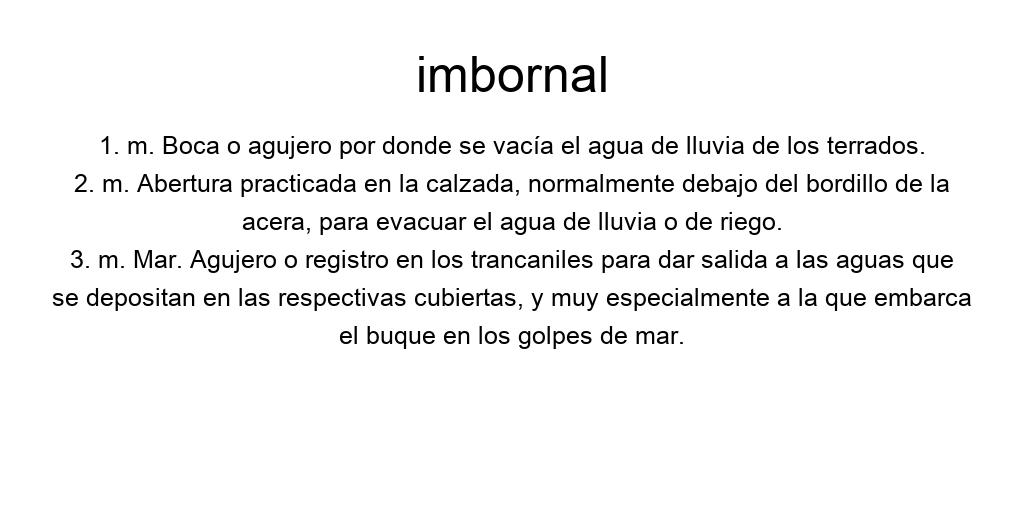 imbornal
1. m. Boca o agujero por donde se vacía el agua de lluvia de los terrados.
2. m. Abertura practicada en la calzada, normalmente debajo del bordillo de la
acera, para evacuar el agua de lluvia o de riego.
3. m. Mar. Agujero o registro en los trancaniles para dar salida a las aguas que
se depositan en las respectivas cubiertas, y muy especialmente a la que embarca
el buque en los golpes de mar.